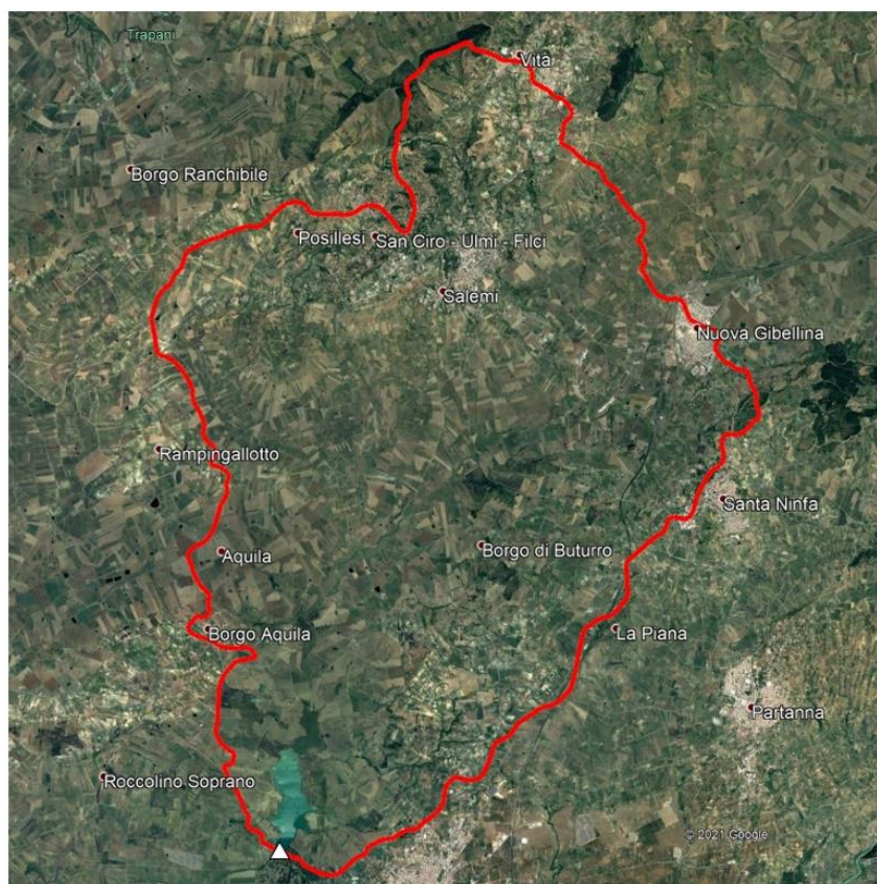 Trapani
Vita
Borgo Ranchibile
Posillesi
San Ciro - Ulmi - Filci
Salemi
Nuova Gibellina
Rampingallotto
Santa Ninfa
Aquila
Borgo di Buturro
Borgo Aquila
La Piana
Partanna
Roccolino Soprano
© 2021 Google